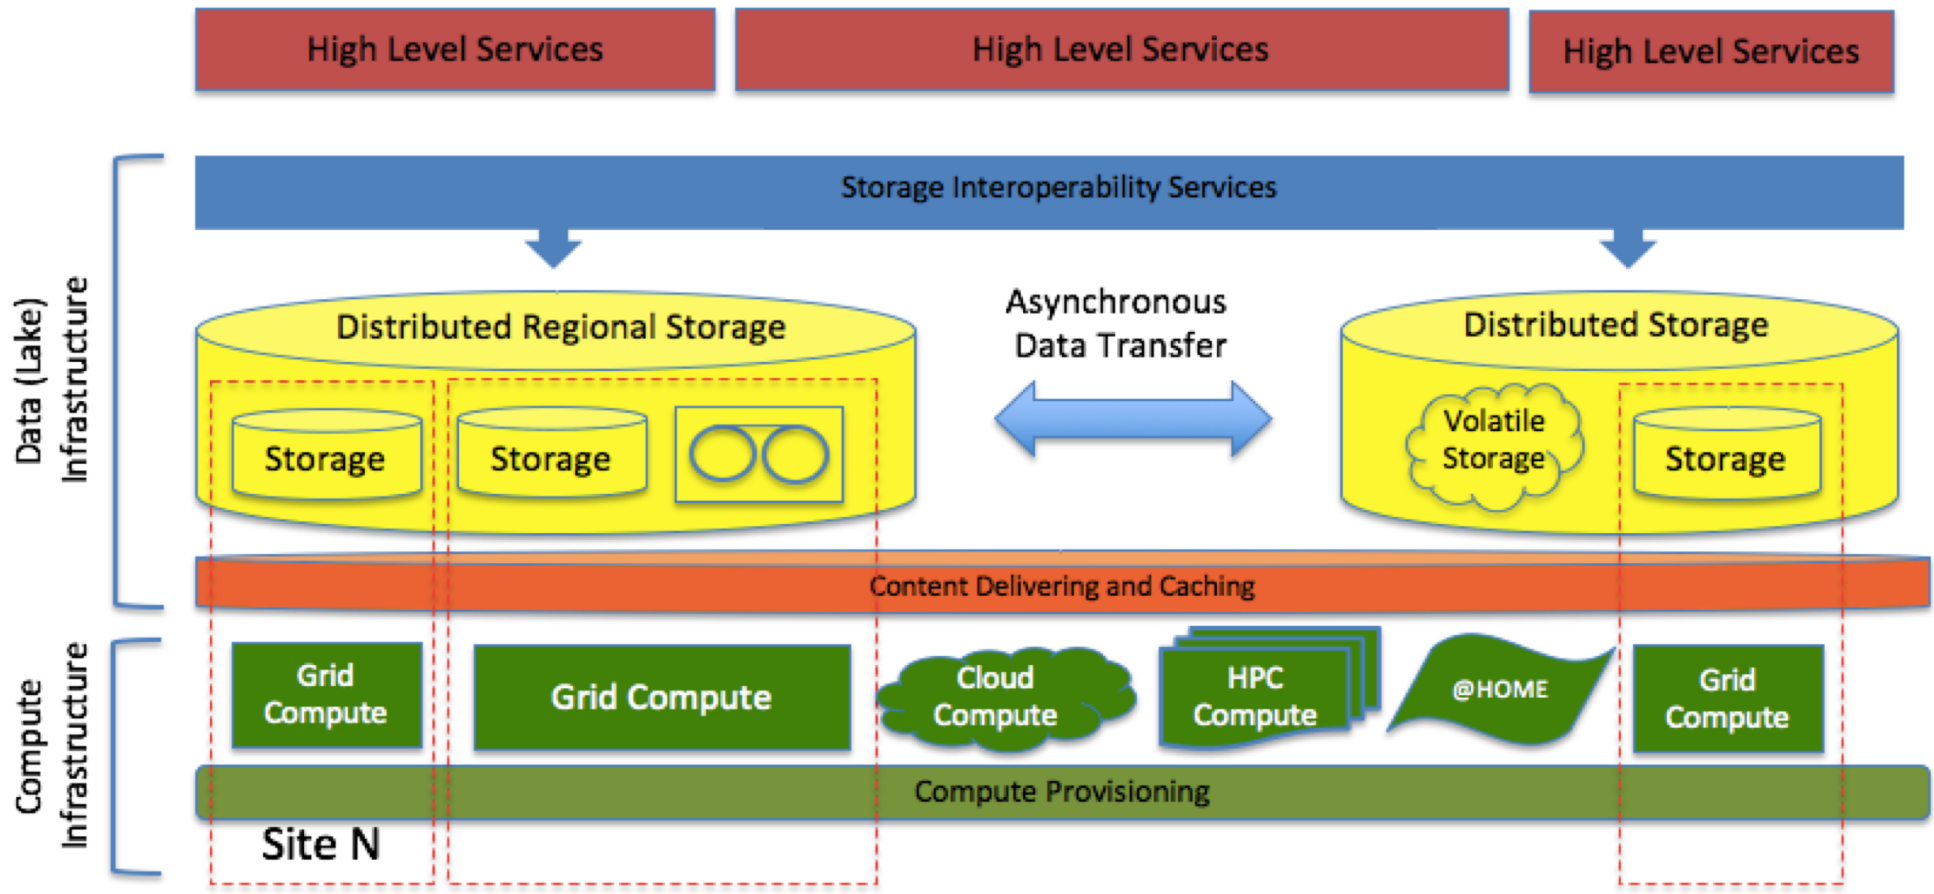 High Level Services
High Level Services
High Level Services
Storage Interoperability Services
Data (Lake)
Infrastructure
Distributed Regional Storage
Asynchronous
Data Transfer
Distributed Storage
Storage
Storage
Volatile
Storage
Storage
Content Delivering and Caching
Compute
Infrastructure
Grid
Compute
Grid Compute
Cloud
Compute
HPC
Compute
@HOME
Grid
Compute
Compute Provisioning
Site N